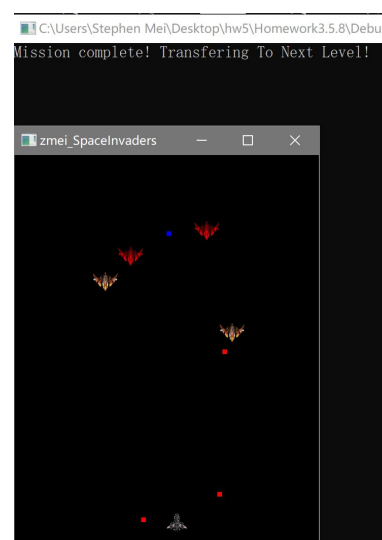 C:\Users\Stephen Mei\Desktop\hw5\Homework3.5.8\Debu
Mission complete! Transfering To Next Level!
zmei_SpaceInvaders